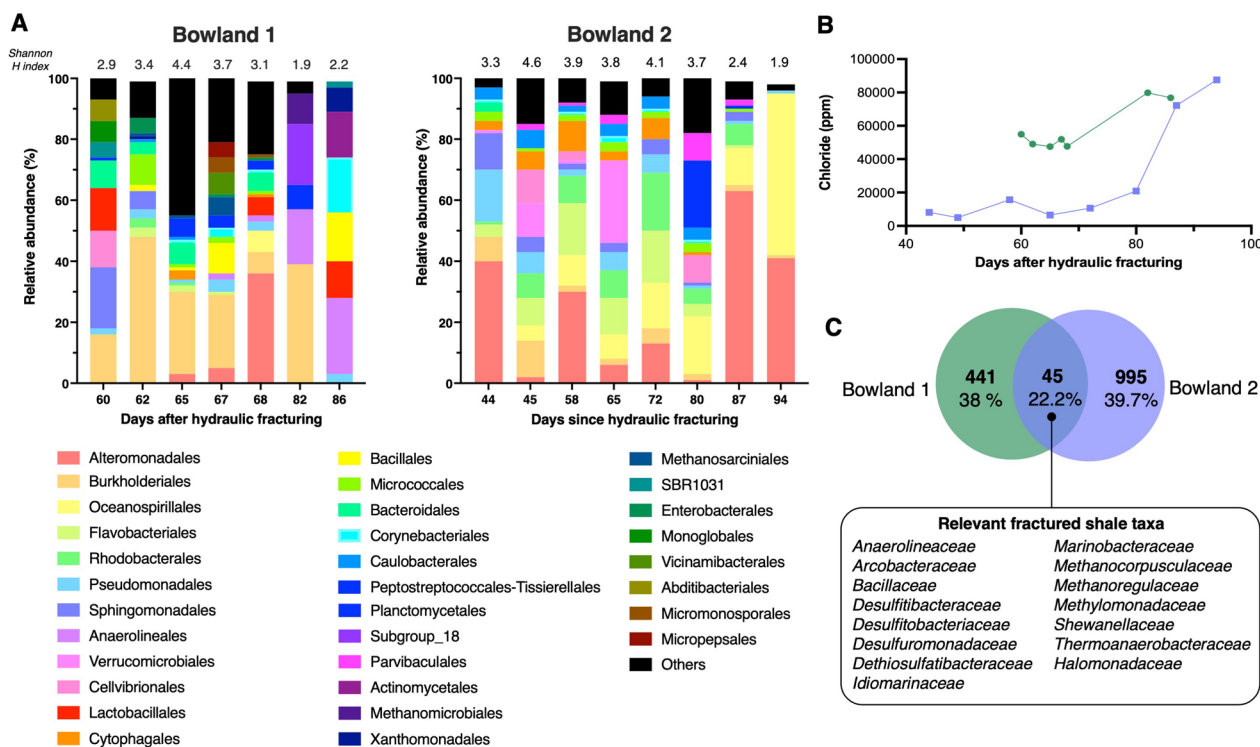 A
Bowland 1
Bowland 2
Shannon
H index
2.9 3.4 4.4 3.7 3.1 1.9 2.2
3.3 4.6 3.9 3.8 4.1 3.7 2.4 1.9
Relative abundance (%)
100
80
60
40
20
0
60 62 65 67 68 82 86
Days after hydraulic fracturing
Relative abundance (%)
100
80
60
40
20
0
44 45 58 65 72 80 87 94
Days since hydraulic fracturing
Alteromonadales
Burkholderiales
Oceanospirillales
Flavobacteriales
Rhodobacterales
Pseudomonadales
Sphingomonadales
Anaerolineales
Verrucomicrobiales
Cellvibrionales
Lactobacillales
Cytophagales
Bacillales
Micrococcales
Bacteroidales
Corynebacteriales
Caulobacterales
Peptostreptococcales-Tissierellales
Planctomycetales
Subgroup_18
Parvibaculales
Actinomycetales
Methanomicrobiales
Xanthomonadales
Methanosarciniales
SBR1031
Enterobacterales
Monoglobales
Vicinamibacterales
Abditibacteriales
Micromonosporales
Micropepsales
Others
B
Chloride (ppm)
100000
80000
60000
40000
20000
0
40 60 80 100
Days after hydraulic fracturing
C
Bowland 1
441
38 %
45
22.2%
995
39.7%
Bowland 2
Relevant fractured shale taxa
Anaerolineaceae
Arcobacteraceae
Bacillaceae
Desulfitibacteraceae
Desulfitobacteriaceae
Desulfuromonadaceae
Dethiosulfatibacteraceae
Idiomarinaceae
Marinobacteraceae
Methanocorpusculaceae
Methanoregulaceae
Methylomonadaceae
Shewanellaceae
Thermoanaerobacteraceae
Halomonadaceae